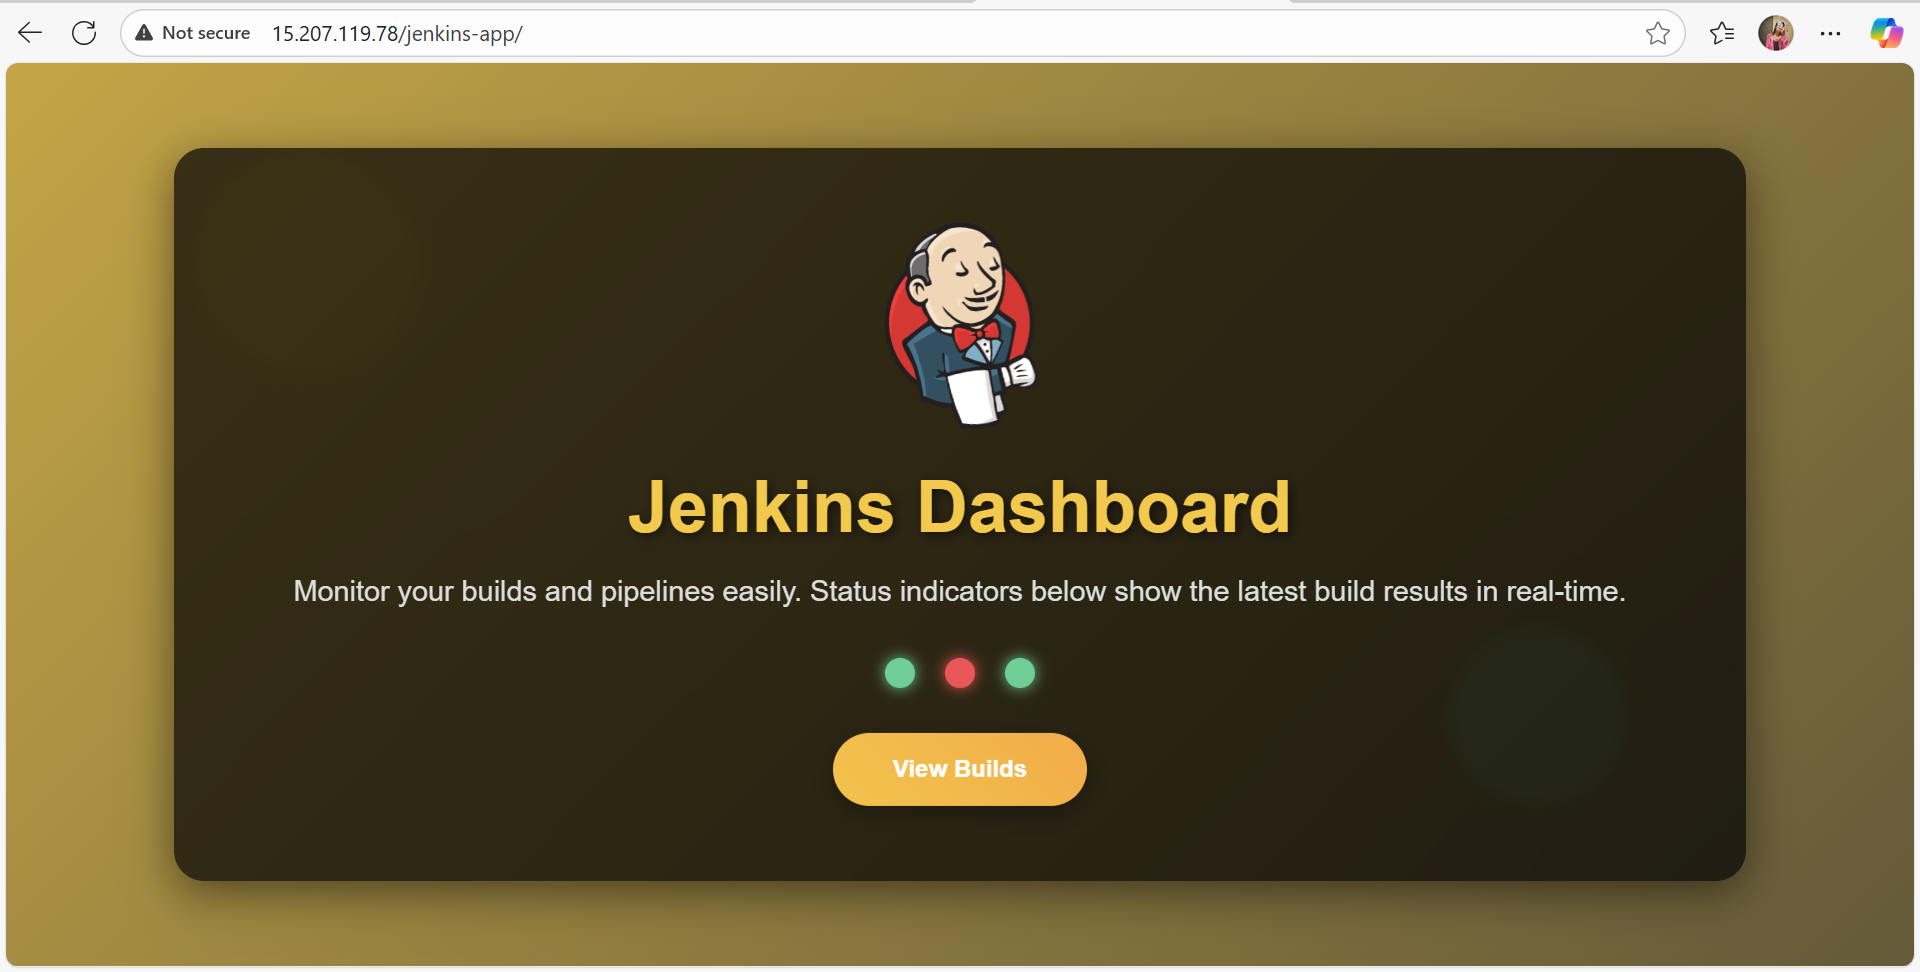 Not secure 15.207.119.78/jenkins-app/
Jenkins Dashboard
Monitor your builds and pipelines easily. Status indicators below show the latest build results in real-time.
View Builds